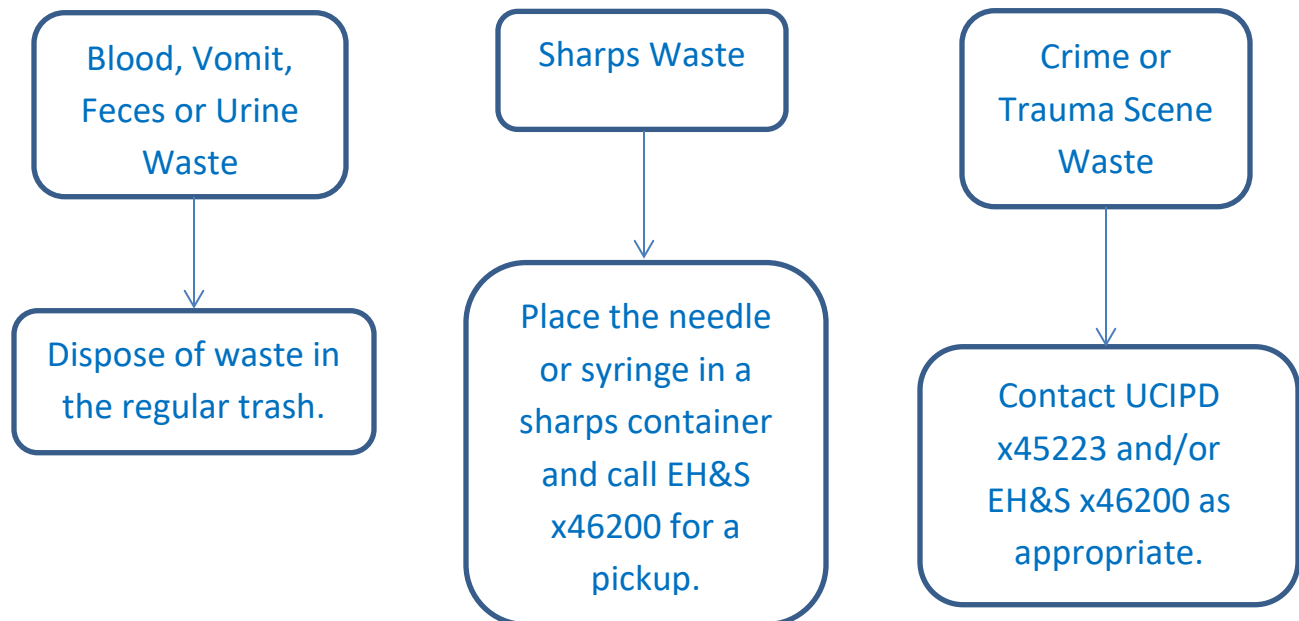 Blood, Vomit,
Feces or Urine
Waste
Dispose of waste in
the regular trash.
Sharps Waste
Place the needle
or syringe in a
sharps container
and call EH&S
x46200 for a
pickup.
Crime or
Trauma Scene
Waste
Contact UCIPD
x45223 and/or
EH&S x46200 as
appropriate.